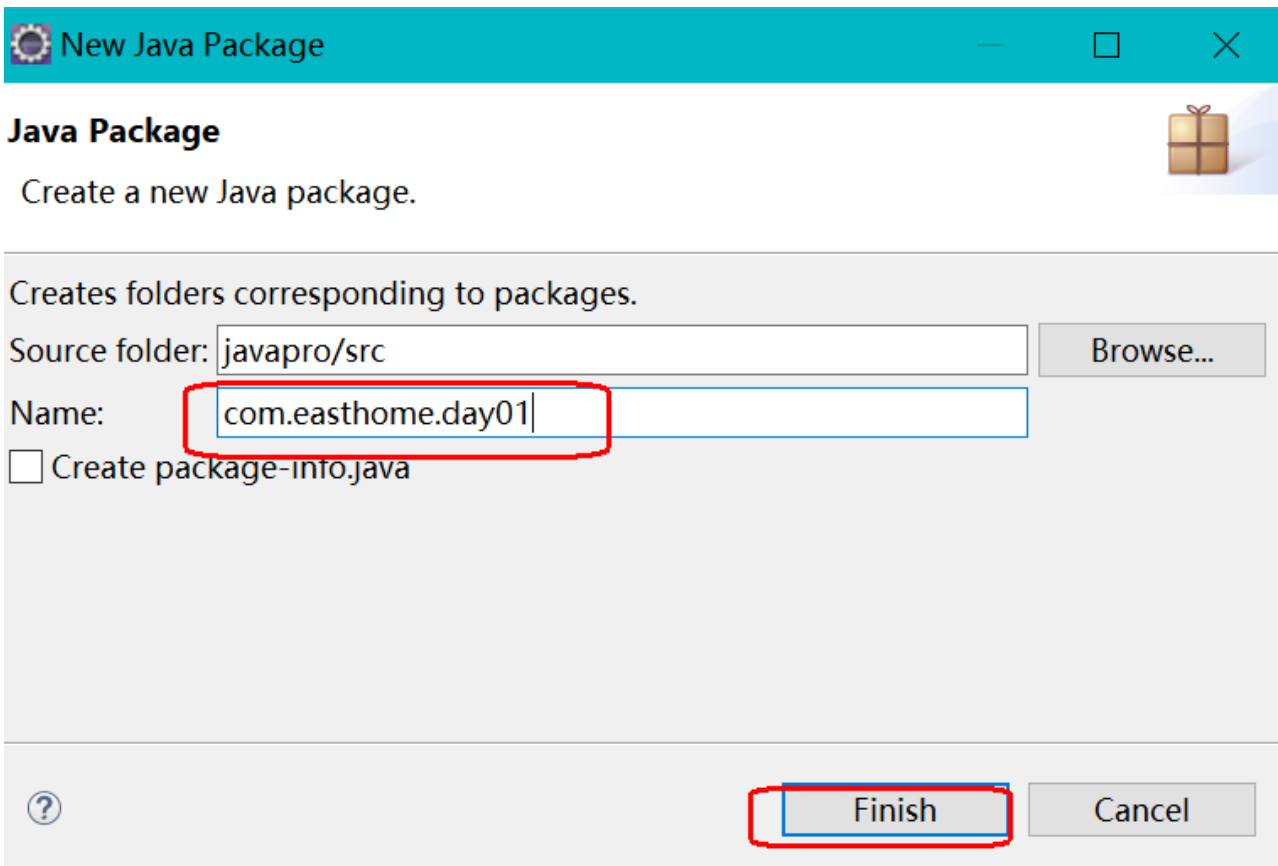 New Java Package
Java Package
Create a new Java package.
Creates folders corresponding to packages.
Source folder: javapro/src Browse...
Name: com.easthome.day01
Create package-info.java
? Finish Cancel